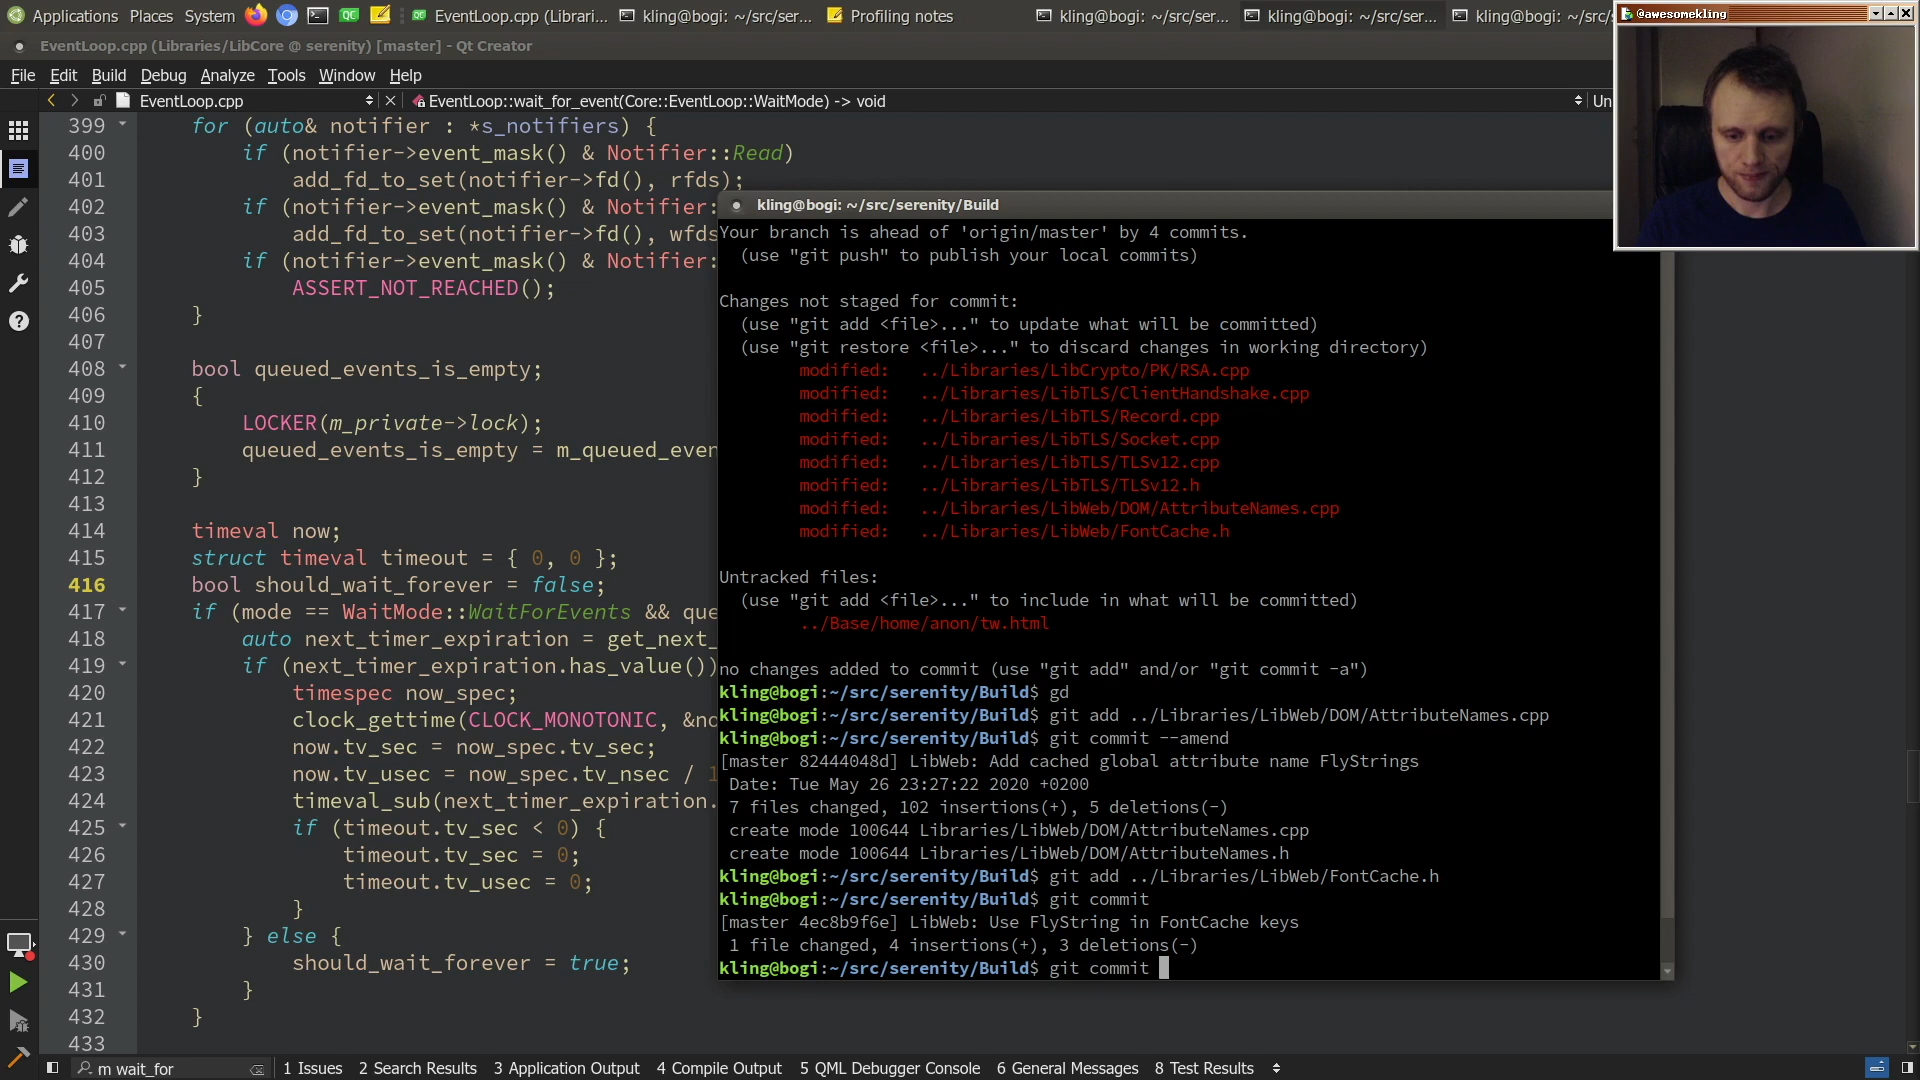 Applications Places System EventLoop.cpp (Librari... kling@bogi: ~/src/ser... Profiling notes kling@bogi: ~/src/ser... kling@bogi: ~/src/ser... kling@bogi: ~/src/
@awesomekling
EventLoop.cpp (Libraries/LibCore @ serenity) [master] - Qt Creator
File Edit Build Debug Analyze Tools Window Help
EventLoop.cpp EventLoop::wait_for_event(Core::EventLoop::WaitMode) -> void Un
399 for (auto& notifier : *s_notifiers) {
400 if (notifier->event_mask() & Notifier::Read)
401 add_fd_to_set(notifier->fd(), rfds);
402 if (notifier->event_mask() & Notifier:
403 add_fd_to_set(notifier->fd(), wfds
404 if (notifier->event_mask() & Notifier:
405 ASSERT_NOT_REACHED();
406 }
407
408 bool queued_events_is_empty;
409 {
410 LOCKER(m_private->lock);
411 queued_events_is_empty = m_queued_even
412 }
413
414 timeval now;
415 struct timeval timeout = { 0, 0 };
416 bool should_wait_forever = false;
417 if (mode == WaitMode::WaitForEvents && que
418 auto next_timer_expiration = get_next_
419 if (next_timer_expiration.has_value())
420 timespec now_spec;
421 clock_gettime(CLOCK_MONOTONIC, &no
422 now.tv_sec = now_spec.tv_sec;
423 now.tv_usec = now_spec.tv_nsec / 1
424 timeval_sub(next_timer_expiration.
425 if (timeout.tv_sec < 0) {
426 timeout.tv_sec = 0;
427 timeout.tv_usec = 0;
428 }
429 } else {
430 should_wait_forever = true;
431 }
432 }
433
kling@bogi: ~/src/serenity/Build
Your branch is ahead of 'origin/master' by 4 commits.
(use "git push" to publish your local commits)
Changes not staged for commit:
(use "git add <file>..." to update what will be committed)
(use "git restore <file>..." to discard changes in working directory)
modified: ../Libraries/LibCrypto/PK/RSA.cpp
modified: ../Libraries/LibTLS/ClientHandshake.cpp
modified: ../Libraries/LibTLS/Record.cpp
modified: ../Libraries/LibTLS/Socket.cpp
modified: ../Libraries/LibTLS/TLSv12.cpp
modified: ../Libraries/LibTLS/TLSv12.h
modified: ../Libraries/LibWeb/DOM/AttributeNames.cpp
modified: ../Libraries/LibWeb/FontCache.h
Untracked files:
(use "git add <file>..." to include in what will be committed)
../Base/home/anon/tw.html
no changes added to commit (use "git add" and/or "git commit -a")
kling@bogi:~/src/serenity/Build$ gd
kling@bogi:~/src/serenity/Build$ git add ../Libraries/LibWeb/DOM/AttributeNames.cpp
kling@bogi:~/src/serenity/Build$ git commit --amend
[master 82444048d] LibWeb: Add cached global attribute name FlyStrings
Date: Tue May 26 23:27:22 2020 +0200
7 files changed, 102 insertions(+), 5 deletions(-)
create mode 100644 Libraries/LibWeb/DOM/AttributeNames.cpp
create mode 100644 Libraries/LibWeb/DOM/AttributeNames.h
kling@bogi:~/src/serenity/Build$ git add ../Libraries/LibWeb/FontCache.h
kling@bogi:~/src/serenity/Build$ git commit
[master 4ec8b9f6e] LibWeb: Use FlyString in FontCache keys
1 file changed, 4 insertions(+), 3 deletions(-)
kling@bogi:~/src/serenity/Build$ git commit
m wait_for 1 Issues 2 Search Results 3 Application Output 4 Compile Output 5 QML Debugger Console 6 General Messages 8 Test Results